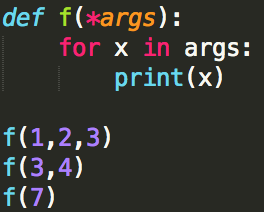 def f(*args):
    for x in args:
        print(x)

f(1,2,3)
f(3,4)
f(7)